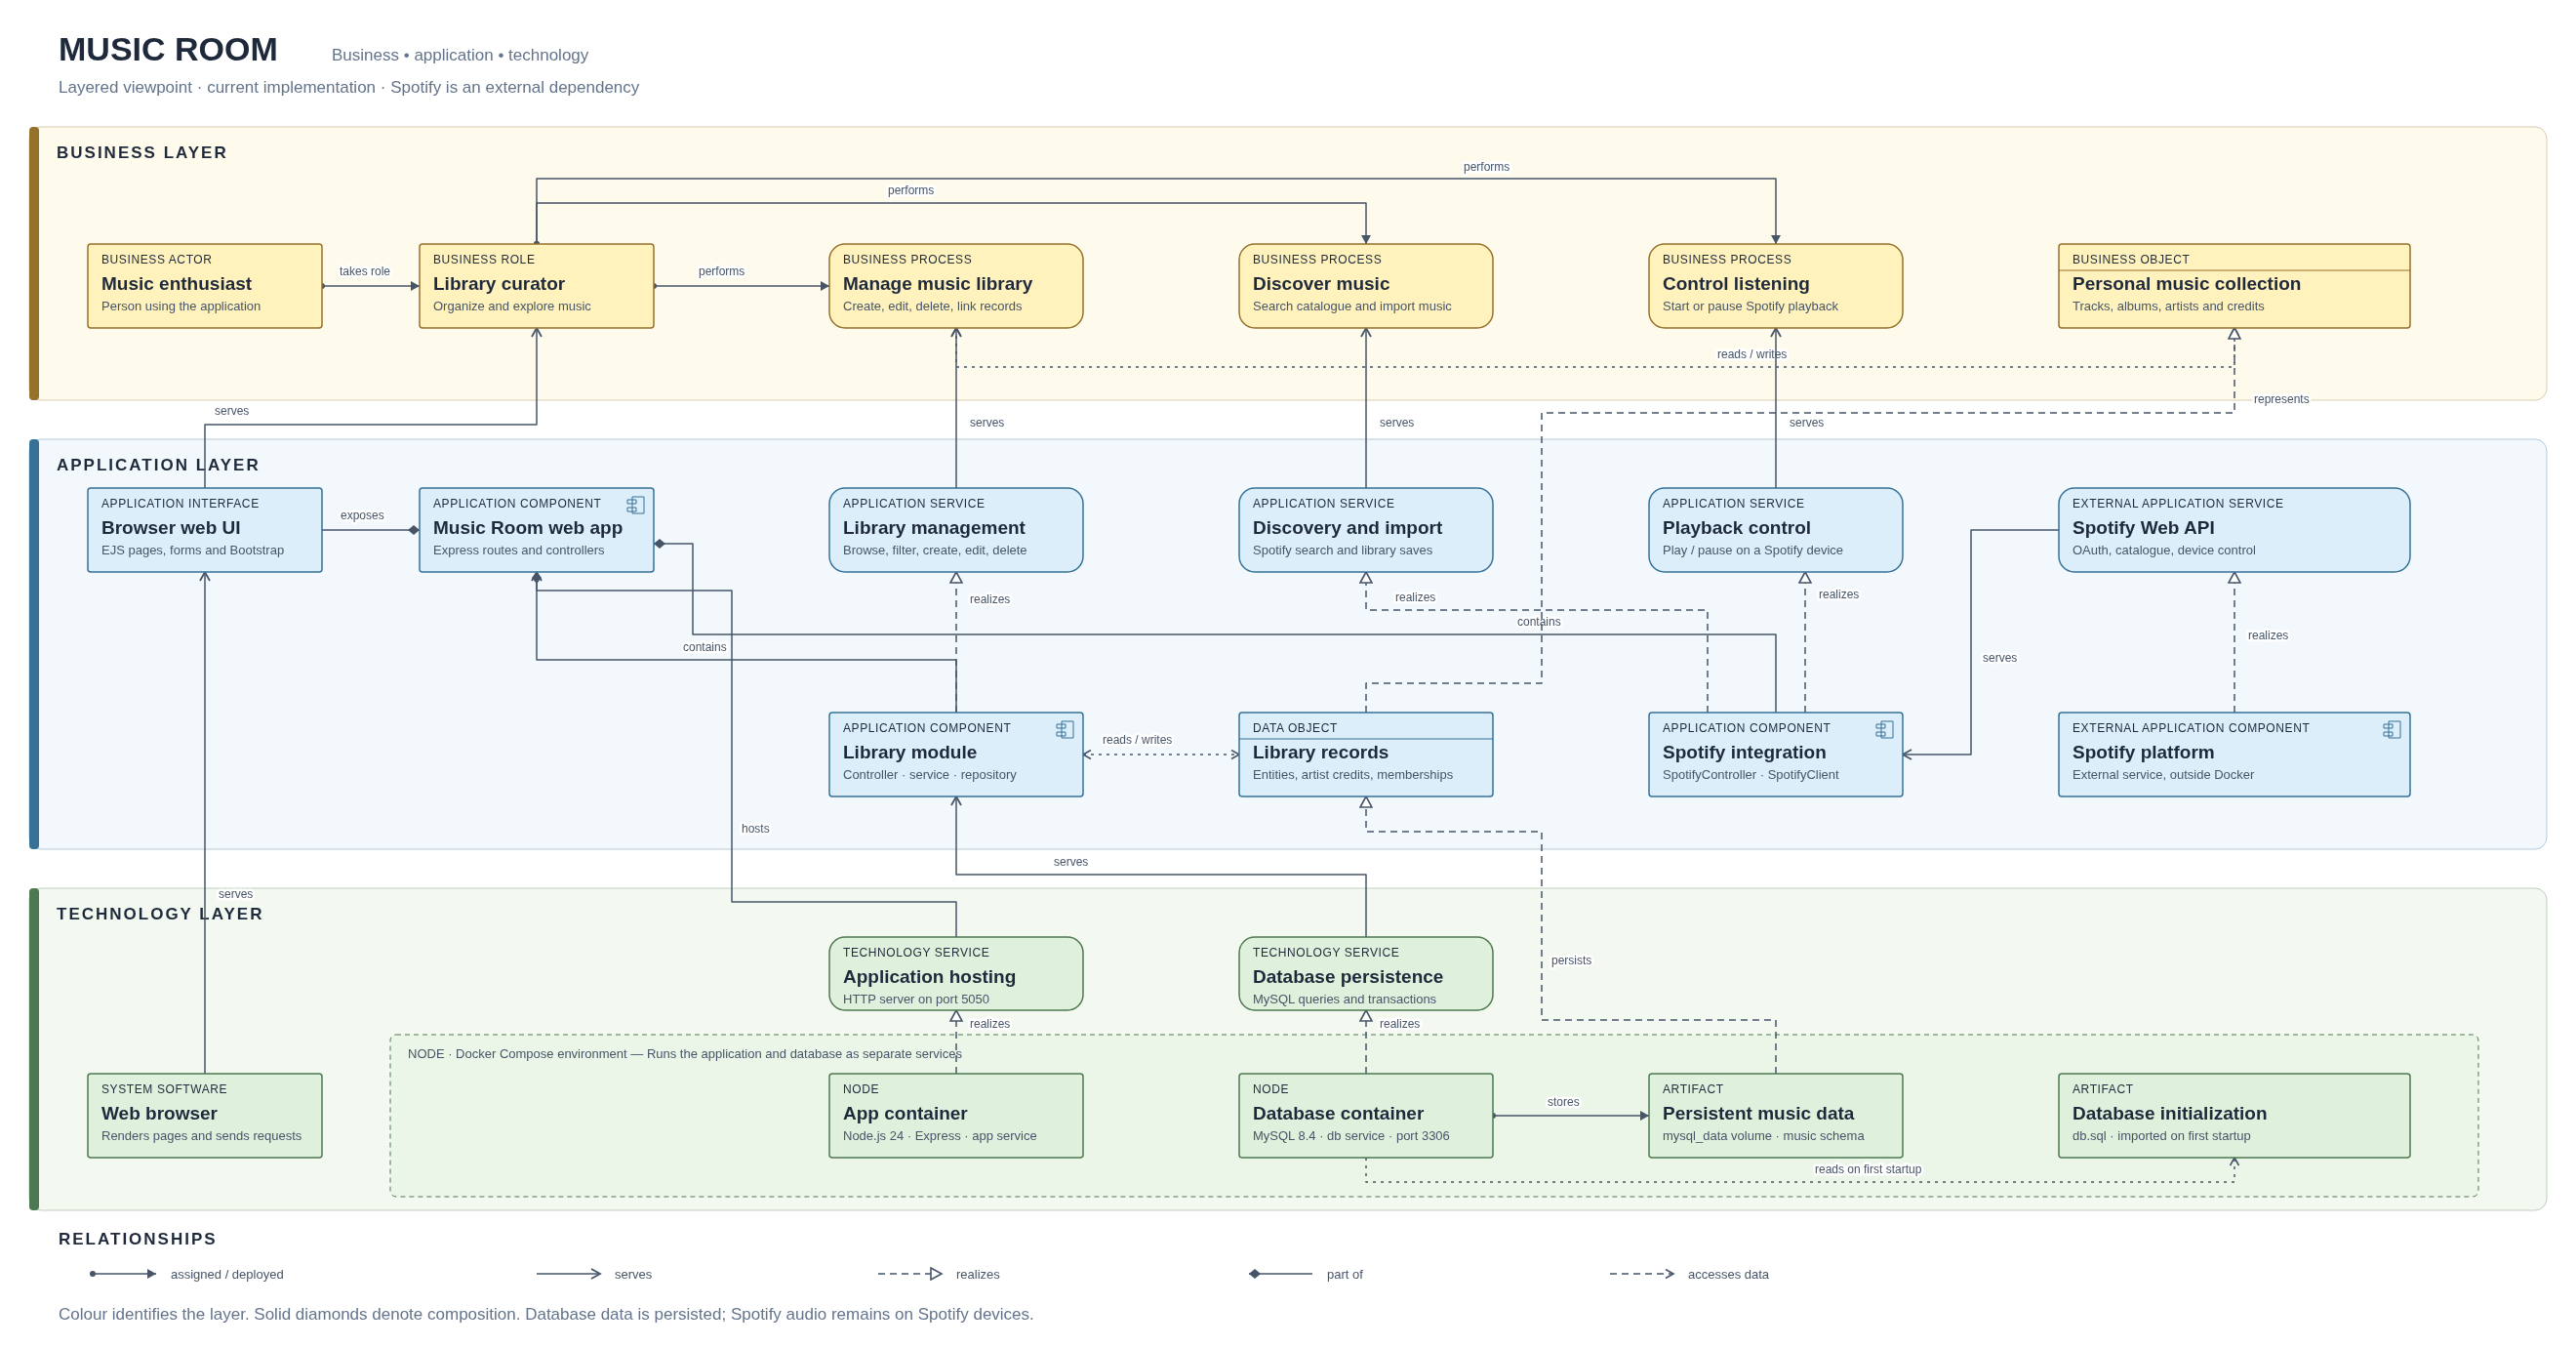 MUSIC ROOM
Business • application • technology
Layered viewpoint · current implementation · Spotify is an external dependency
BUSINESS LAYER
performs
performs
BUSINESS ACTOR
Music enthusiast
Person using the application
takes role
BUSINESS ROLE
Library curator
Organize and explore music
performs
BUSINESS PROCESS
Manage music library
Create, edit, delete, link records
BUSINESS PROCESS
Discover music
Search catalogue and import music
BUSINESS PROCESS
Control listening
Start or pause Spotify playback
BUSINESS OBJECT
Personal music collection
Tracks, albums, artists and credits
reads / writes
represents
serves
serves
serves
serves
APPLICATION LAYER
APPLICATION INTERFACE
Browser web UI
EJS pages, forms and Bootstrap
exposes
APPLICATION COMPONENT
Music Room web app
Express routes and controllers
APPLICATION SERVICE
Library management
Browse, filter, create, edit, delete
APPLICATION SERVICE
Discovery and import
Spotify search and library saves
APPLICATION SERVICE
Playback control
Play / pause on a Spotify device
EXTERNAL APPLICATION SERVICE
Spotify Web API
OAuth, catalogue, device control
realizes
realizes
realizes
contains
realizes
contains
serves
APPLICATION COMPONENT
Library module
Controller · service · repository
reads / writes
DATA OBJECT
Library records
Entities, artist credits, memberships
APPLICATION COMPONENT
Spotify integration
SpotifyController · SpotifyClient
EXTERNAL APPLICATION COMPONENT
Spotify platform
External service, outside Docker
hosts
serves
serves
TECHNOLOGY LAYER
TECHNOLOGY SERVICE
Application hosting
HTTP server on port 5050
TECHNOLOGY SERVICE
Database persistence
MySQL queries and transactions
persists
realizes
realizes
NODE · Docker Compose environment — Runs the application and database as separate services
SYSTEM SOFTWARE
Web browser
Renders pages and sends requests
NODE
App container
Node.js 24 · Express · app service
NODE
Database container
MySQL 8.4 · db service · port 3306
stores
ARTIFACT
Persistent music data
mysql_data volume · music schema
ARTIFACT
Database initialization
db.sql · imported on first startup
reads on first startup
RELATIONSHIPS
assigned / deployed
serves
realizes
part of
accesses data
Colour identifies the layer. Solid diamonds denote composition. Database data is persisted; Spotify audio remains on Spotify devices.